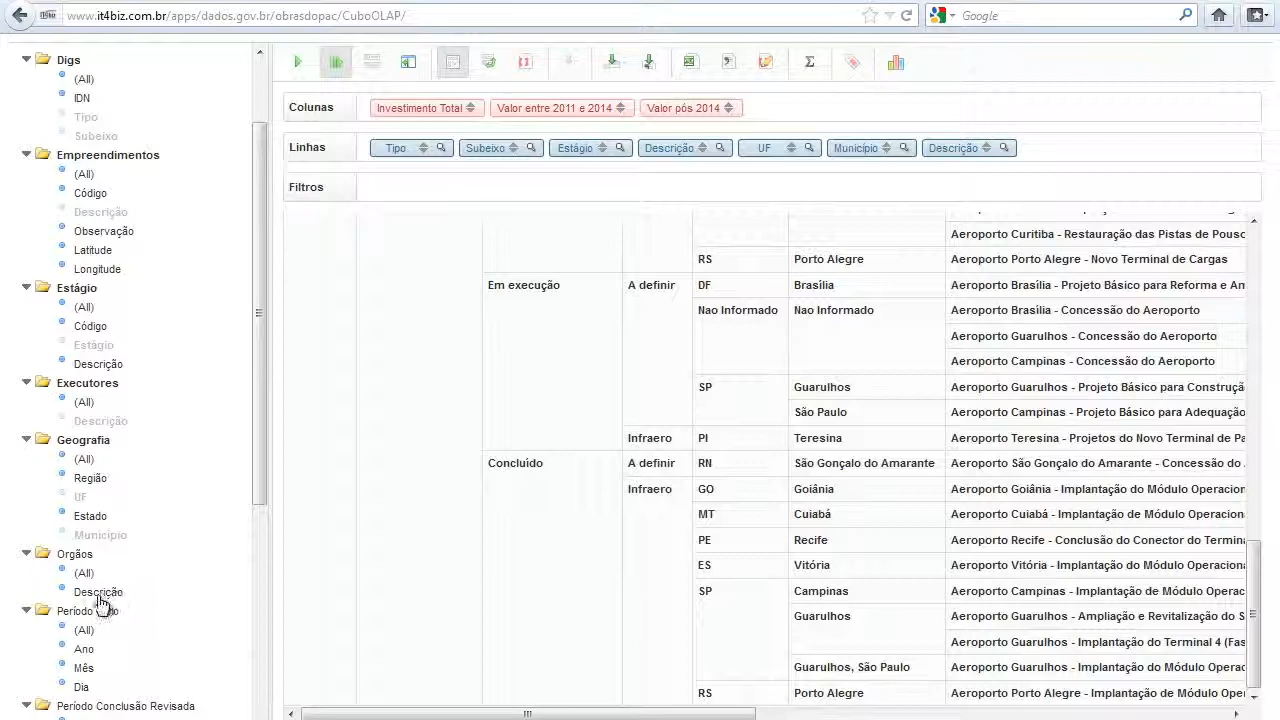 www.it4biz.com.br/apps/dados.gov.br/obrasdopac/CuboOLAP/
Google
Digs
(All)
IDN
Tipo
Subeixo
Empreendimentos
(All)
Código
Descrição
Observação
Latitude
Longitude
Estágio
(All)
Código
Estágio
Descrição
Executores
(All)
Descrição
Geografia
(All)
Região
UF
Estado
Município
Orgãos
(All)
Descrição
Período
(All)
Ano
Mês
Dia
Período Conclusão Revisada
Colunas Investimento Total Valor entre 2011 e 2014 Valor pós 2014
Linhas Tipo Subeixo Estágio Descrição UF Município Descrição
Filtros
Aeroporto Curitiba - Restauração das Pistas de Pouso
RS Porto Alegre Aeroporto Porto Alegre - Novo Terminal de Cargas
Em execução A definir DF Brasília Aeroporto Brasília - Projeto Básico para Reforma e Am
Nao Informado Nao Informado Aeroporto Brasília - Concessão do Aeroporto
Aeroporto Guarulhos - Concessão do Aeroporto
Aeroporto Campinas - Concessão do Aeroporto
SP Guarulhos Aeroporto Guarulhos - Projeto Básico para Construçã
São Paulo Aeroporto Campinas - Projeto Básico para Adequação
Infraero PI Teresina Aeroporto Teresina - Projetos do Novo Terminal de Pa
Concluído A definir RN São Gonçalo do Amarante Aeroporto São Gonçalo do Amarante - Concessão do
Infraero GO Goiânia Aeroporto Goiânia - Implantação do Módulo Operacion
MT Cuiabá Aeroporto Cuiabá - Implantação de Módulo Operacion
PE Recife Aeroporto Recife - Conclusão do Conector do Termina
ES Vitória Aeroporto Vitória - Implantação do Módulo Operaciona
SP Campinas Aeroporto Campinas - Implantação de Módulo Operac
Guarulhos Aeroporto Guarulhos - Ampliação e Revitalização do S
Aeroporto Guarulhos - Implantação do Terminal 4 (Fas
Guarulhos, São Paulo Aeroporto Guarulhos - Implantação do Módulo Operac
RS Porto Alegre Aeroporto Porto Alegre - Implantação de Módulo Oper